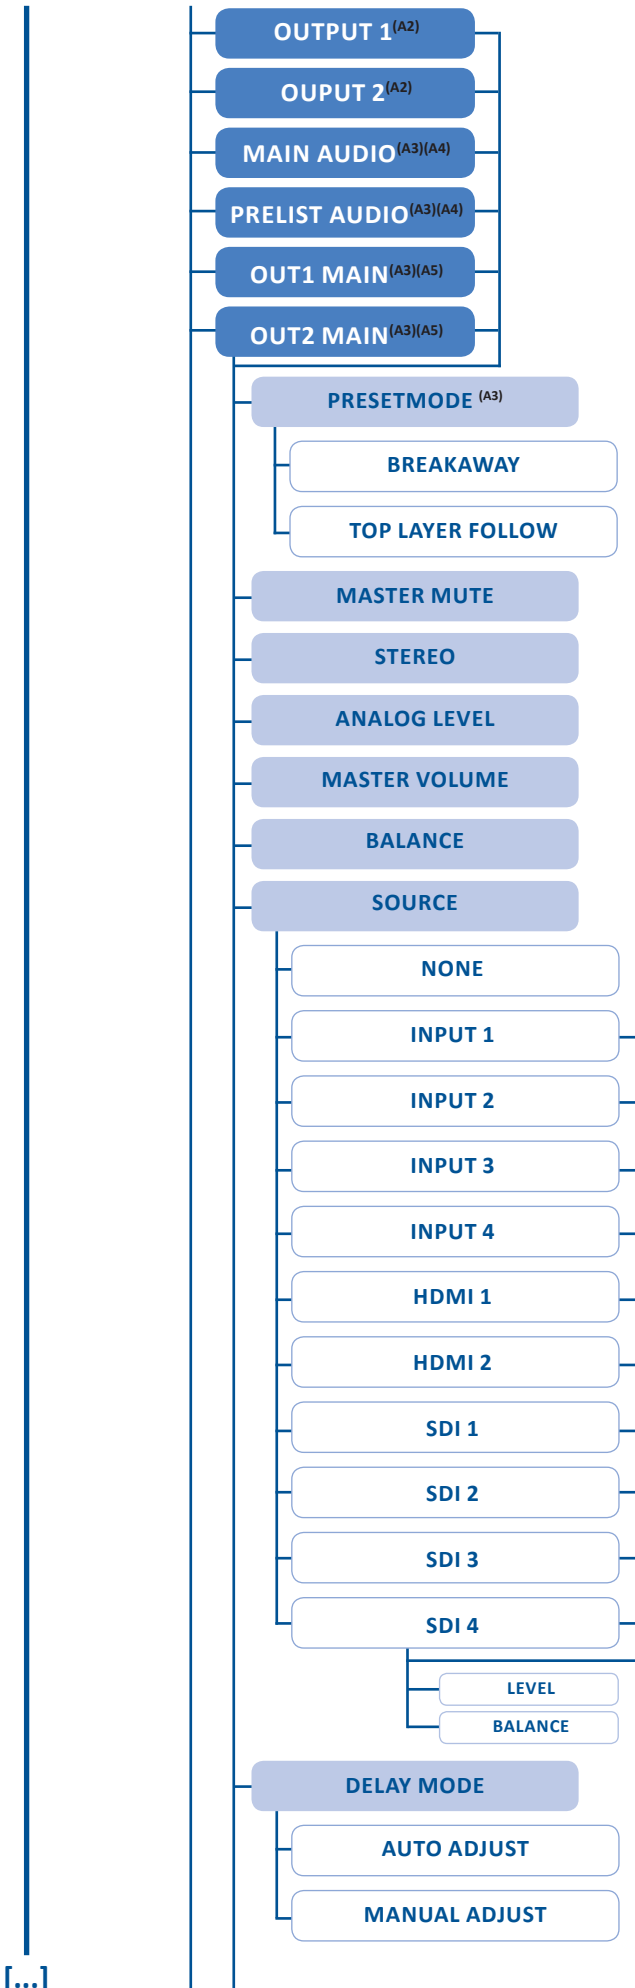 OUTPUT 1(A2)
OUPUT 2(A2)
MAIN AUDIO(A3)(A4)
PRELIST AUDIO(A3)(A4)
OUT1 MAIN(A3)(A5)
OUT2 MAIN(A3)(A5)
PRESETMODE (A3)
BREAKAWAY
TOP LAYER FOLLOW
MASTER MUTE
STEREO
ANALOG LEVEL
MASTER VOLUME
BALANCE
SOURCE
NONE
INPUT 1
INPUT 2
INPUT 3
INPUT 4
HDMI 1
HDMI 2
SDI 1
SDI 2
SDI 3
SDI 4
LEVEL
BALANCE
DELAY MODE
AUTO ADJUST
MANUAL ADJUST
[...]